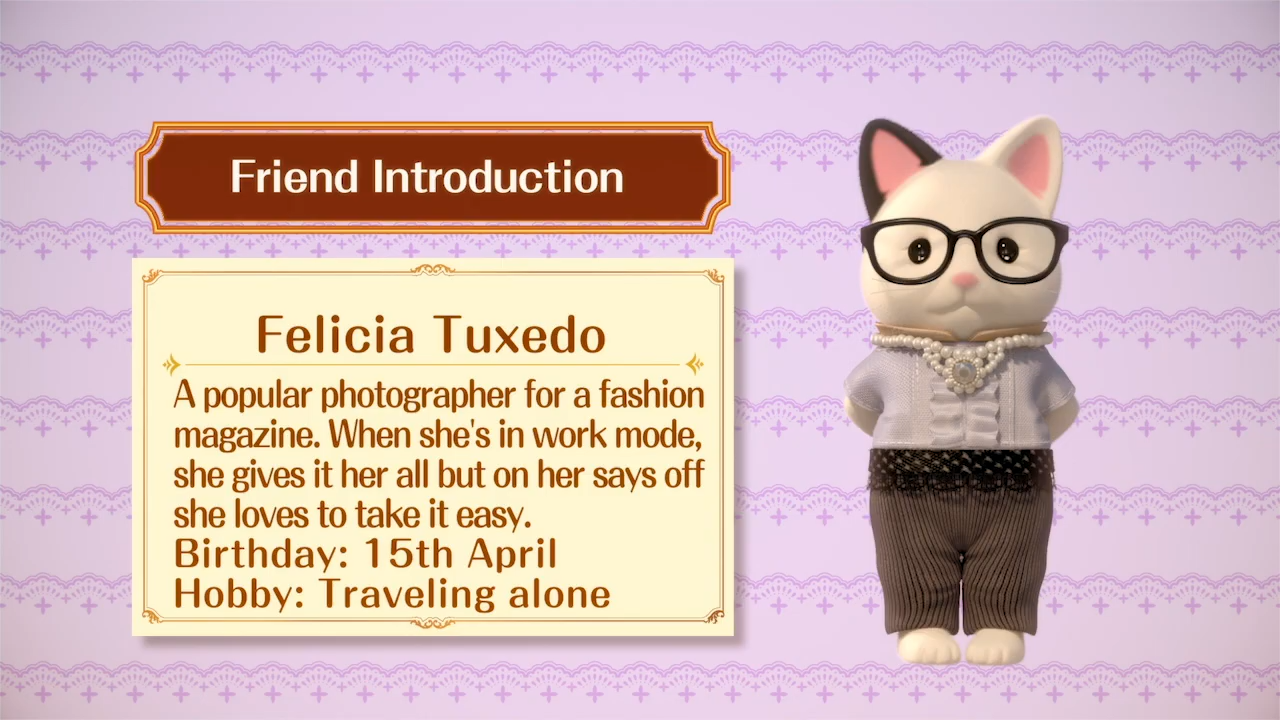 Friend Introduction
Felicia Tuxedo
A popular photographer for a fashion
magazine. When she's in work mode,
she gives it her all but on her says off
she loves to take it easy.
Birthday: 15th April
Hobby: Traveling alone